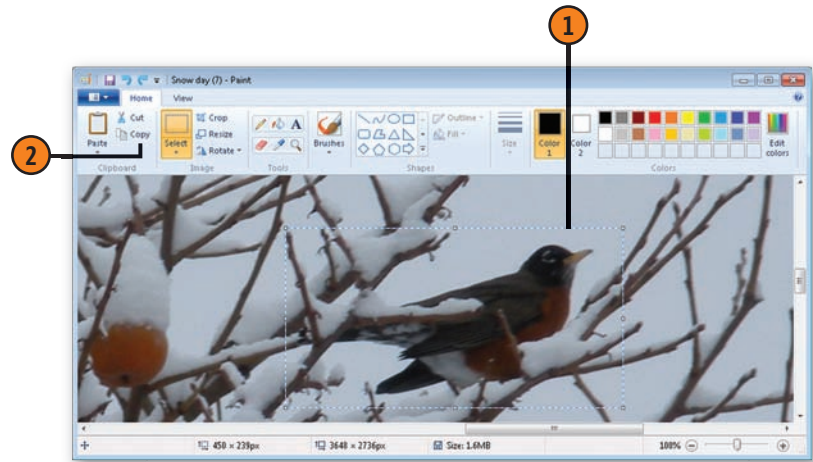 1
Snow day (7) - Paint
Home View
Cut
Copy
Paste
Clipboard
Select
Crop
Resize
Rotate
Image
A
Tools
Brushes
Outline
Fill
Shapes
Size
Color 1
Color 2
Edit colors
Colors
2
450 × 239px 3648 × 2736px Size: 1.6MB 100%